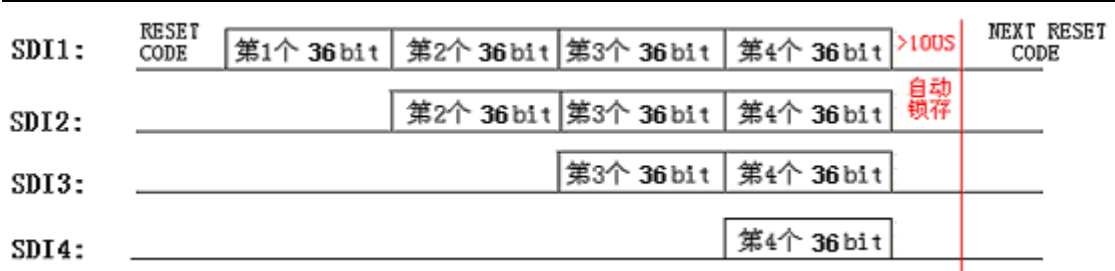 SDI1: RESET CODE 第1个 36bit 第2个 36bit 第3个 36bit 第4个 36bit >10US NEXT RESET CODE
SDI2: 第2个 36bit 第3个 36bit 第4个 36bit 自动锁存
SDI3: 第3个 36bit 第4个 36bit
SDI4: 第4个 36bit